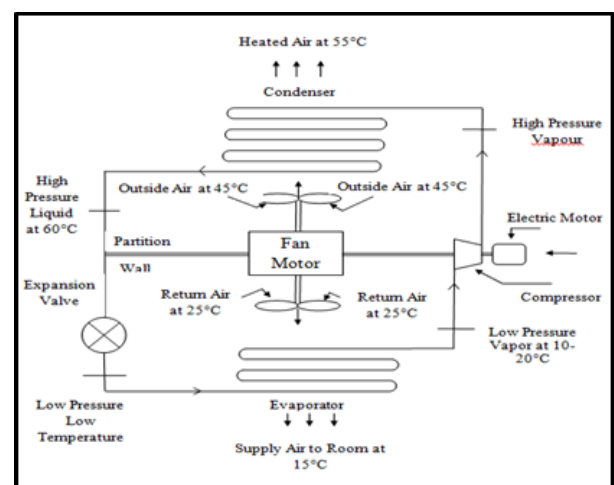 Heated Air at 55°C
Condenser
High Pressure
Vapour
High
Pressure
Liquid
at 60°C
Outside Air at 45°C
Outside Air at 45°C
Electric Motor
Partition
Wall
Fan
Motor
Expansion
Valve
Return Air
at 25°C
Return Air
at 25°C
Compressor
Low Pressure
Vapor at 10-
20°C
Low Pressure
Low
Temperature
Evaporator
Supply Air to Room at
15°C